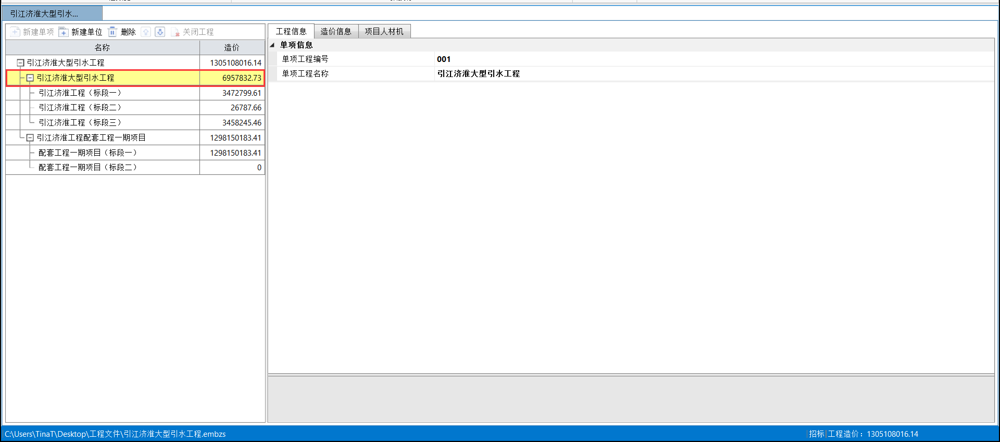 引江济淮大型引水...
新建单项 新建单位 删除 关闭工程
名称 造价
引江济淮大型引水工程 1305108016.14
引江济淮大型引水工程 6957832.73
引江济淮工程（标段一） 3472799.61
引江济淮工程（标段二） 26787.66
引江济淮工程（标段三） 3458245.46
引江济淮工程配套工程一期项目 1298150183.41
配套工程一期项目（标段一） 1298150183.41
配套工程一期项目（标段二） 0
工程信息 造价信息 项目人材机
单项信息
单项工程编号 001
单项工程名称 引江济淮大型引水工程
C:\Users\TinaT\Desktop\工程文件\引江济淮大型引水工程.embzs
招标 工程造价：1305108016.14